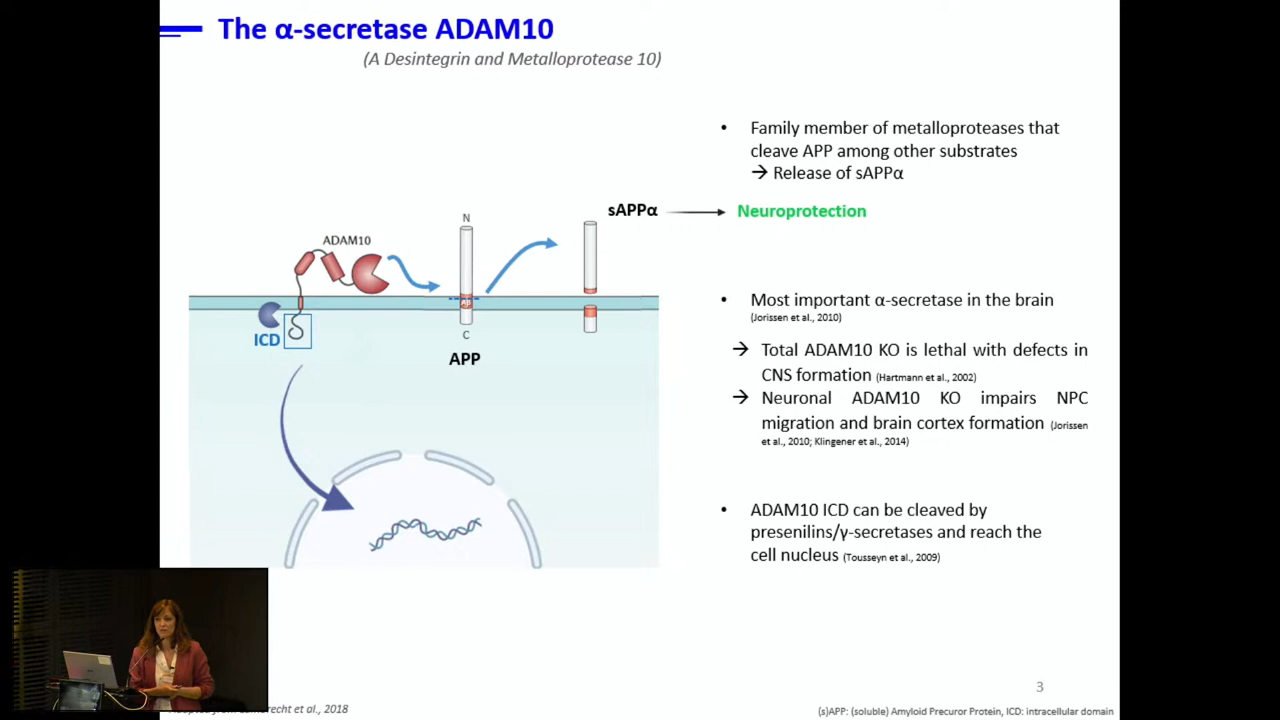 The α-secretase ADAM10
(A Desintegrin and Metalloprotease 10)
• Family member of metalloproteases that
cleave APP among other substrates
→ Release of sAPPα
sAPPα
Neuroprotection
N
ADAM10
AB
ICD
C
APP
• Most important α-secretase in the brain
(Jorissen et al., 2010)
→ Total ADAM10 KO is lethal with defects in
CNS formation (Hartmann et al., 2002)
→ Neuronal ADAM10 KO impairs NPC
migration and brain cortex formation (Jorissen
et al., 2010; Klingener et al., 2014)
• ADAM10 ICD can be cleaved by
presenilins/γ-secretases and reach the
cell nucleus (Tousseyn et al., 2009)
3
et al., 2018
(s)APP: (soluble) Amyloid Precuror Protein, ICD: intracellular domain